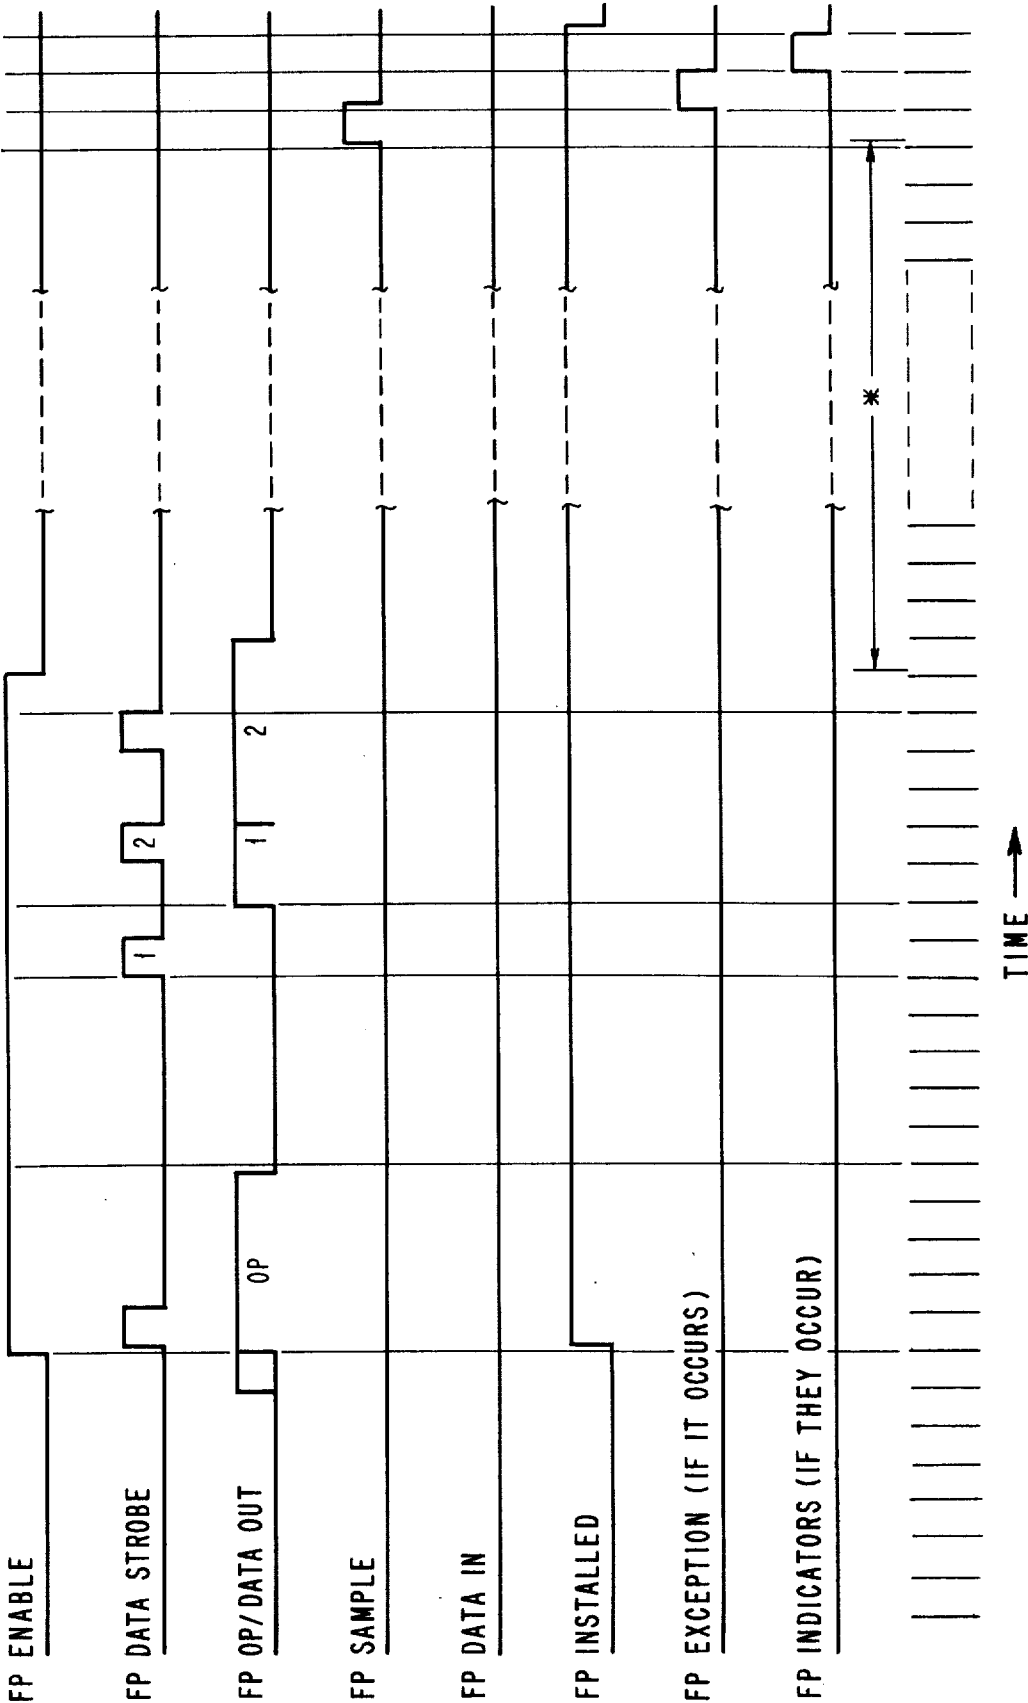 FP ENABLE
FP DATA STROBE
1
2
FP OP/DATA OUT
OP
1
2
FP SAMPLE
FP DATA IN
FP INSTALLED
FP EXCEPTION (IF IT OCCURS)
FP INDICATORS (IF THEY OCCUR)
*
TIME